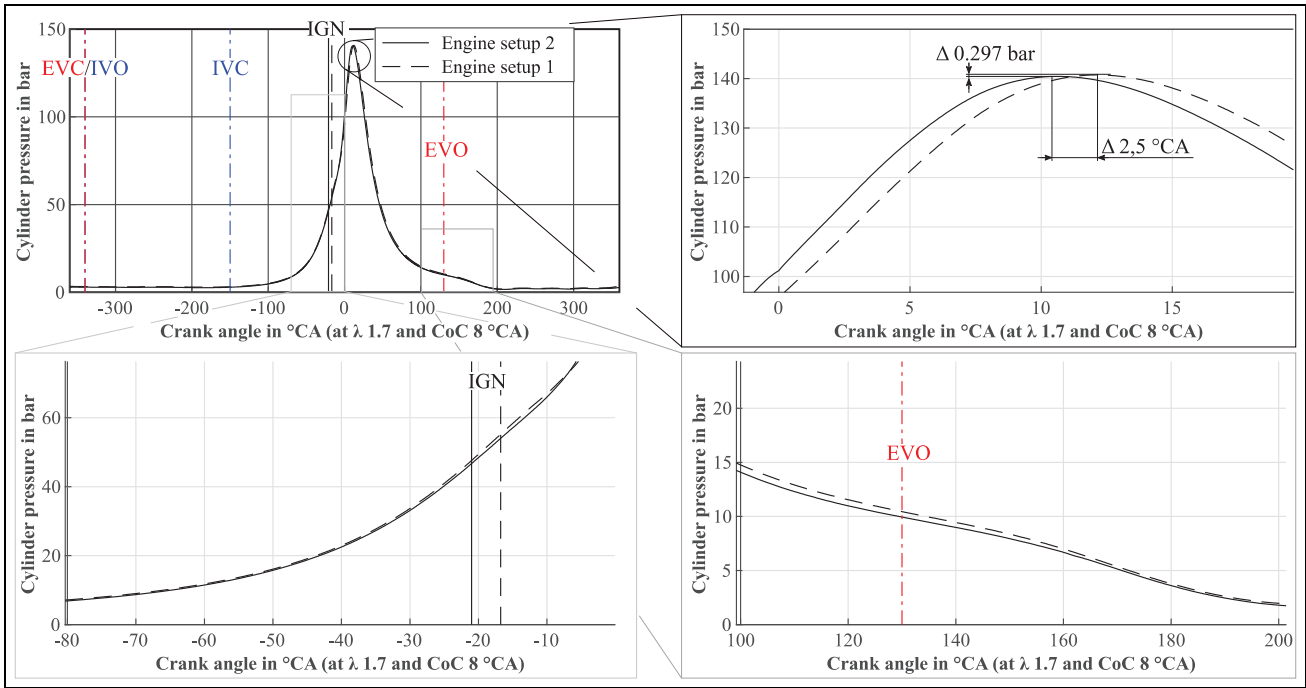 150
100
50
0
Cylinder pressure in bar
IGN
EVC/IVO
IVC
EVO
Engine setup 2
Engine setup 1
-300 -200 -100 0 100 200 300
Crank angle in °CA (at λ 1.7 and CoC 8 °CA)
150
140
130
120
110
100
Cylinder pressure in bar
Δ 0.297 bar
Δ 2,5 °CA
0 5 10 15
Crank angle in °CA (at λ 1.7 and CoC 8 °CA)
60
40
20
0
Cylinder pressure in bar
IGN
-80 -70 -60 -50 -40 -30 -20 -10
Crank angle in °CA (at λ 1.7 and CoC 8 °CA)
20
15
10
5
0
Cylinder pressure in bar
EVO
100 120 140 160 180 200
Crank angle in °CA (at λ 1.7 and CoC 8 °CA)